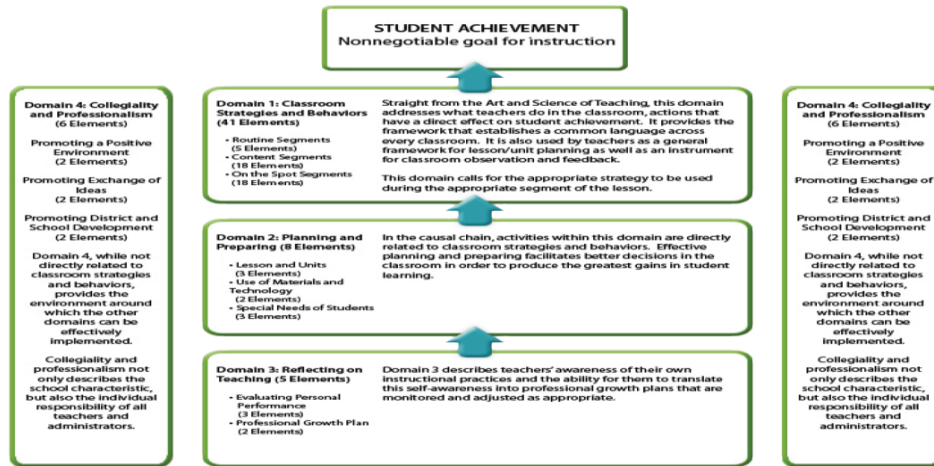 STUDENT ACHIEVEMENT
Nonnegotiable goal for instruction
Domain 4: Collegiality
and Professionalism
(6 Elements)
Promoting a Positive
Environment
(2 Elements)
Promoting Exchange of
Ideas
(2 Elements)
Promoting District and
School Development
(2 Elements)
Domain 4, while not
directly related to
classroom strategies
and behaviors,
provides the
environment around
which the other
domains can be
effectively
implemented.
Collegiality and
professionalism not
only describes the
school characteristic,
but also the individual
responsibility of all
teachers and
administrators.
Domain 1: Classroom
Strategies and Behaviors
(41 Elements)
• Routine Segments
(5 Elements)
• Content Segments
(18 Elements)
• On the Spot Segments
(18 Elements)
Straight from the Art and Science of Teaching, this domain
addresses what teachers do in the classroom, actions that
have a direct effect on student achievement. It provides the
framework that establishes a common language across
every classroom. It is also used by teachers as a general
framework for lesson/unit planning as well as an instrument
for classroom observation and feedback.
This domain calls for the appropriate strategy to be used
during the appropriate segment of the lesson.
Domain 2: Planning and
Preparing (8 Elements)
• Lesson and Units
(3 Elements)
• Use of Materials and
Technology
(2 Elements)
• Special Needs of Students
(3 Elements)
In the causal chain, activities within this domain are directly
related to classroom strategies and behaviors. Effective
planning and preparing facilitates better decisions in the
classroom in order to produce the greatest gains in student
learning.
Domain 3: Reflecting on
Teaching (5 Elements)
• Evaluating Personal
Performance
(3 Elements)
• Professional Growth Plan
(2 Elements)
Domain 3 describes teachers' awareness of their own
instructional practices and the ability for them to translate
this self-awareness into professional growth plans that are
monitored and adjusted as appropriate.
Domain 4: Collegiality
and Professionalism
(6 Elements)
Promoting a Positive
Environment
(2 Elements)
Promoting Exchange of
Ideas
(2 Elements)
Promoting District and
School Development
(2 Elements)
Domain 4, while not
directly related to
classroom strategies
and behaviors,
provides the
environment around
which the other
domains can be
effectively
implemented.
Collegiality and
professionalism not
only describes the
school characteristic,
but also the individual
responsibility of all
teachers and
administrators.